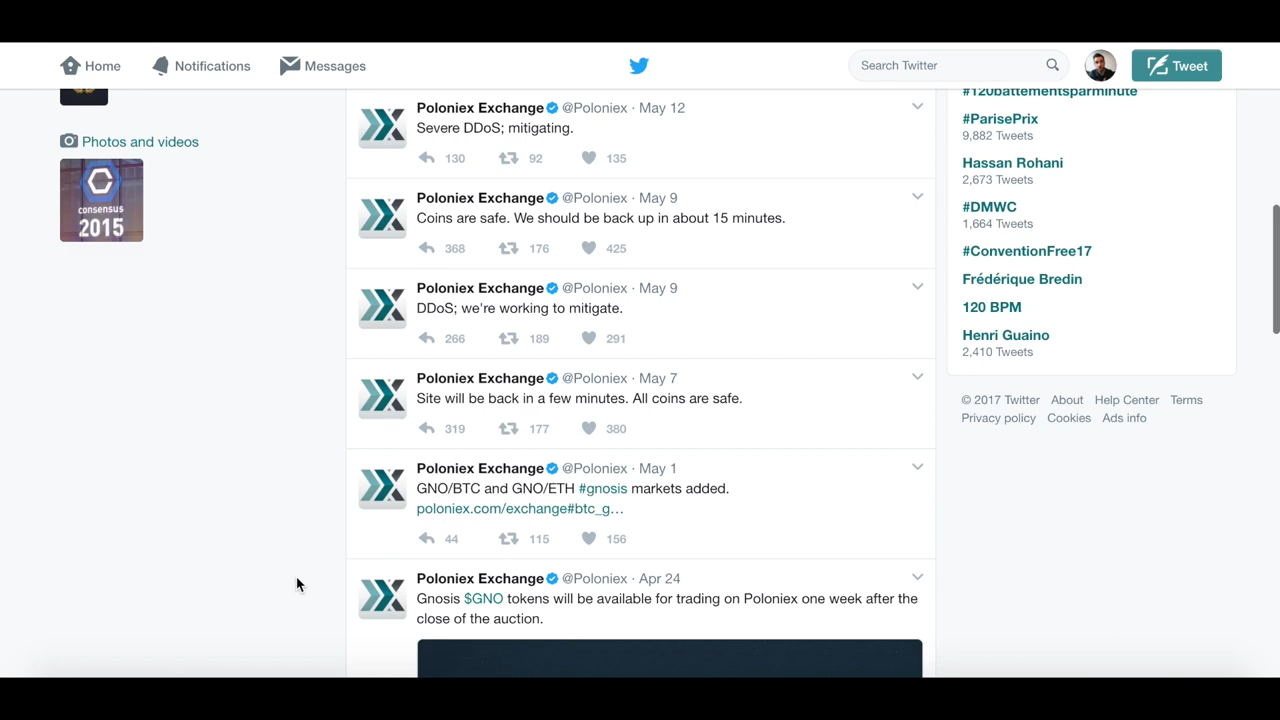 Home
Notifications
Messages
Search Twitter
Tweet
Photos and videos
consensus
2015
Poloniex Exchange @Poloniex · May 12
Severe DDoS; mitigating.
130 92 135
Poloniex Exchange @Poloniex · May 9
Coins are safe. We should be back up in about 15 minutes.
368 176 425
Poloniex Exchange @Poloniex · May 9
DDoS; we're working to mitigate.
266 189 291
Poloniex Exchange @Poloniex · May 7
Site will be back in a few minutes. All coins are safe.
319 177 380
Poloniex Exchange @Poloniex · May 1
GNO/BTC and GNO/ETH #gnosis markets added.
poloniex.com/exchange#btc_g...
44 115 156
Poloniex Exchange @Poloniex · Apr 24
Gnosis $GNO tokens will be available for trading on Poloniex one week after the
close of the auction.
#120battementsparminute
#ParisePrix
9,882 Tweets
Hassan Rohani
2,673 Tweets
#DMWC
1,664 Tweets
#ConventionFree17
Frédérique Bredin
120 BPM
Henri Guaino
2,410 Tweets
© 2017 Twitter About Help Center Terms
Privacy policy Cookies Ads info